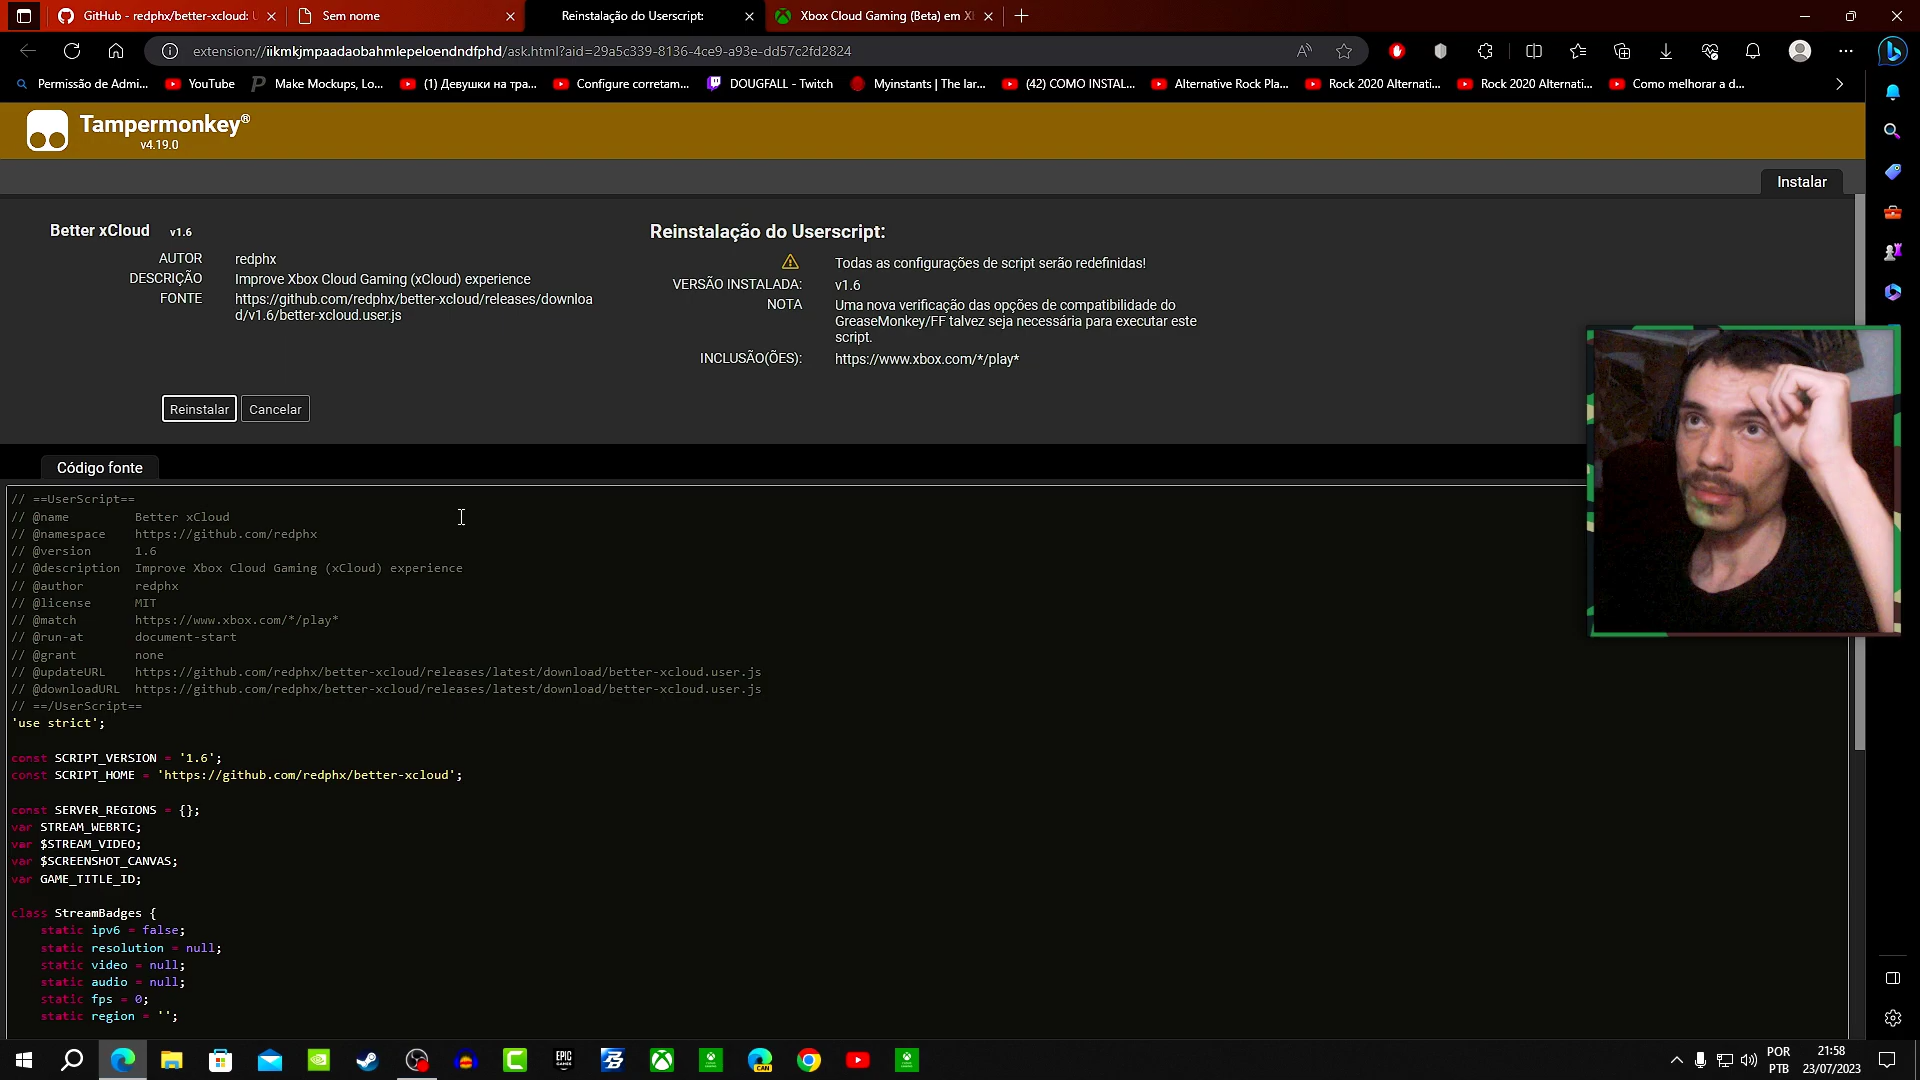 GitHub - redphx/better-xcloud: U
Sem nome
Reinstalação do Userscript:
Xbox Cloud Gaming (Beta) em X
extension://iikmkjmpaadaobahmlepeloendndfphd/ask.html?aid=29a5c339-8136-4ce9-a93e-dd57c2fd2824
Permissão de Admi...
YouTube
Make Mockups, Lo...
(1) Девушки на тра...
Configure corretam...
DOUGFALL - Twitch
Myinstants | The lar...
(42) COMO INSTAL...
Alternative Rock Pla...
Rock 2020 Alternati...
Rock 2020 Alternati...
Como melhorar a d...
Tampermonkey®
v4.19.0
Instalar
Better xCloud v1.6
AUTOR redphx
DESCRIÇÃO Improve Xbox Cloud Gaming (xCloud) experience
FONTE https://github.com/redphx/better-xcloud/releases/downloa
d/v1.6/better-xcloud.user.js
Reinstalação do Userscript:
Todas as configurações de script serão redefinidas!
VERSÃO INSTALADA: v1.6
NOTA Uma nova verificação das opções de compatibilidade do
GreaseMonkey/FF talvez seja necessária para executar este
script.
INCLUSÃO(ÕES): https://www.xbox.com/*/play*
Reinstalar Cancelar
Código fonte
// ==UserScript==
// @name Better xCloud
// @namespace https://github.com/redphx
// @version 1.6
// @description Improve Xbox Cloud Gaming (xCloud) experience
// @author redphx
// @license MIT
// @match https://www.xbox.com/*/play*
// @run-at document-start
// @grant none
// @updateURL https://github.com/redphx/better-xcloud/releases/latest/download/better-xcloud.user.js
// @downloadURL https://github.com/redphx/better-xcloud/releases/latest/download/better-xcloud.user.js
// ==/UserScript==
'use strict';
const SCRIPT_VERSION = '1.6';
const SCRIPT_HOME = 'https://github.com/redphx/better-xcloud';
const SERVER_REGIONS = {};
var STREAM_WEBRTC;
var $STREAM_VIDEO;
var $SCREENSHOT_CANVAS;
var GAME_TITLE_ID;
class StreamBadges {
static ipv6 = false;
static resolution = null;
static video = null;
static audio = null;
static fps = 0;
static region = '';
EPIC
GAMES
CAN
POR
PTB
21:58
23/07/2023